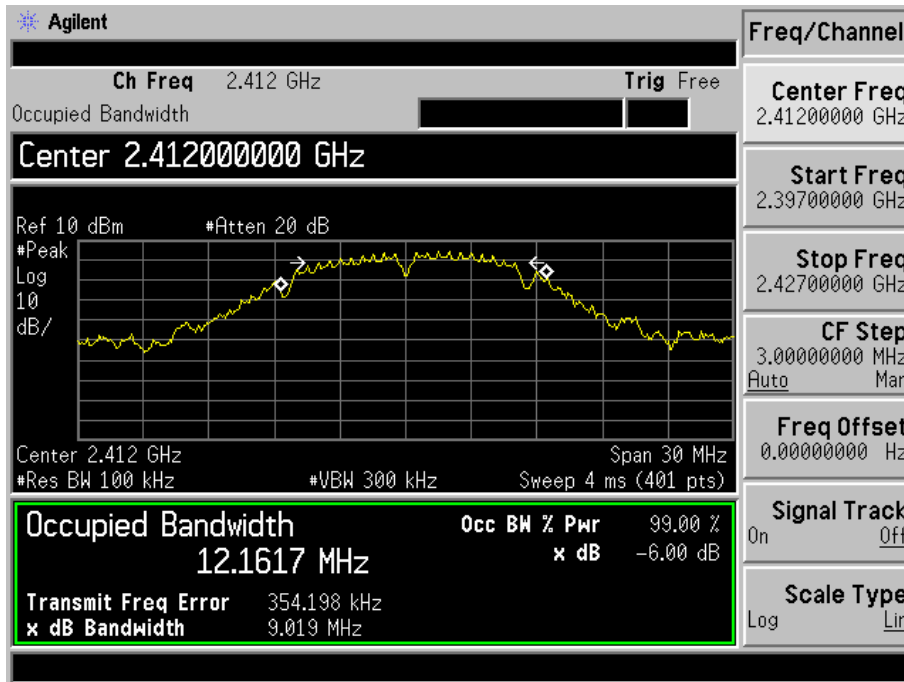 Agilent
Freq/Channel
Ch Freq 2.412 GHz Trig Free
Occupied Bandwidth
Center 2.412000000 GHz
Ref 10 dBm #Atten 20 dB
#Peak
Log
10
dB/
Center 2.412 GHz Span 30 MHz
#Res BW 100 kHz #VBW 300 kHz Sweep 4 ms (401 pts)
Occupied Bandwidth Occ BW % Pwr 99.00 %
12.1617 MHz x dB -6.00 dB
Transmit Freq Error 354.198 kHz
x dB Bandwidth 9.019 MHz
Center Freq
2.41200000 GHz
Start Freq
2.39700000 GHz
Stop Freq
2.42700000 GHz
CF Step
3.00000000 MHz
Auto Man
Freq Offset
0.00000000 Hz
Signal Track
On Off
Scale Type
Log Lin